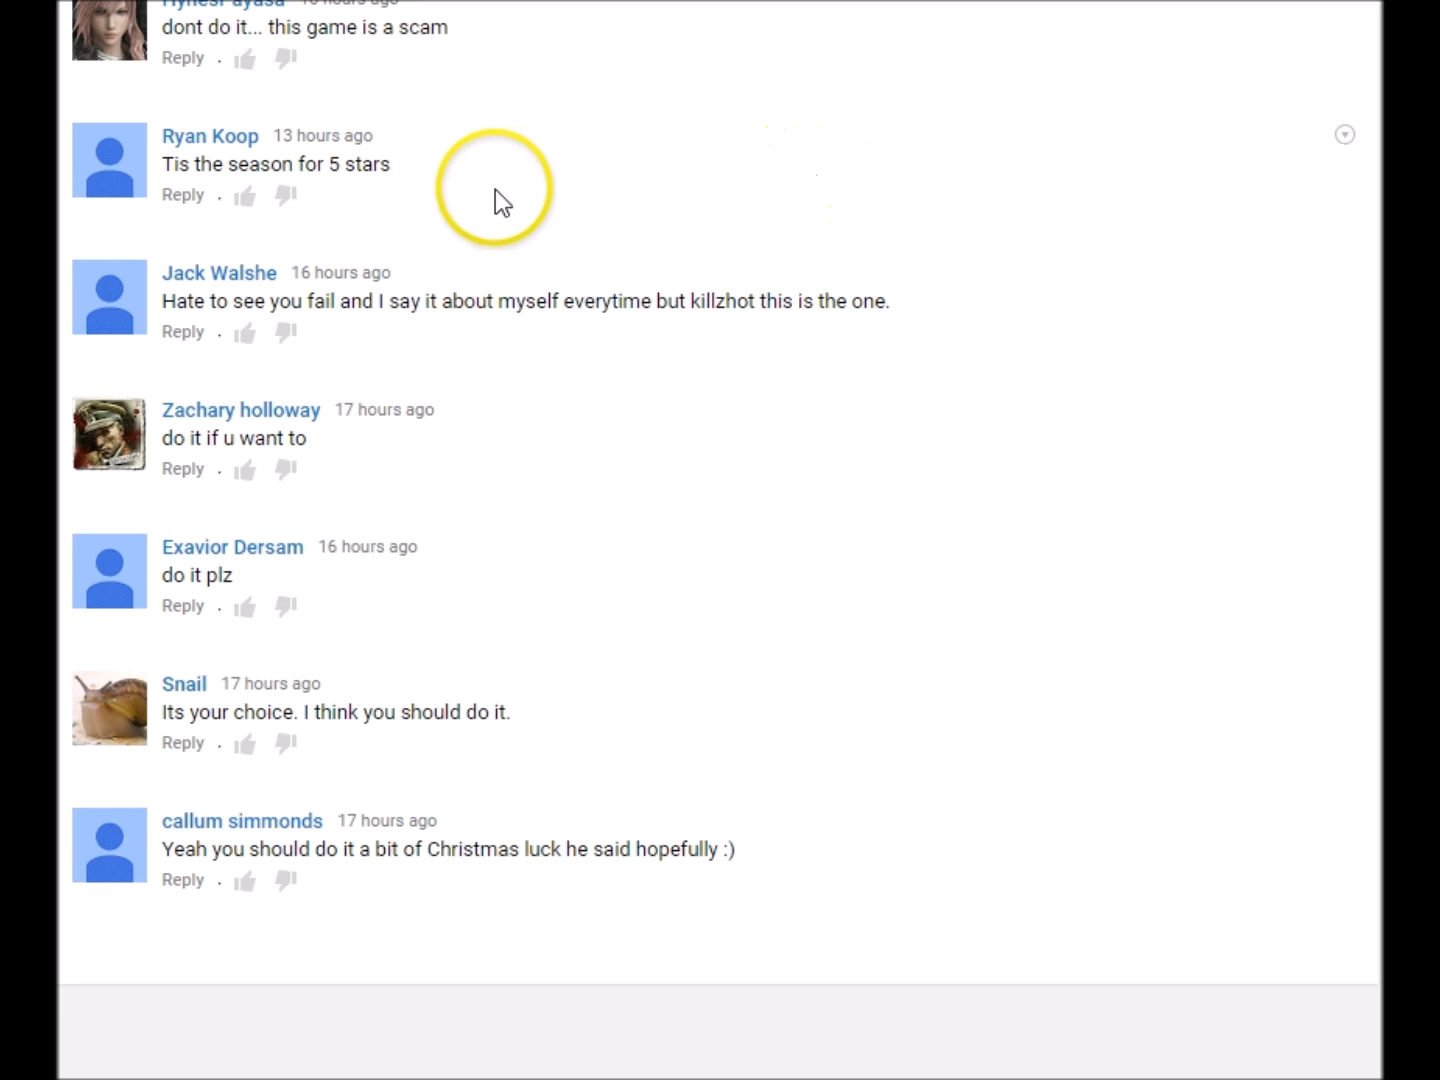 dont do it... this game is a scam
Reply .
Ryan Koop 13 hours ago
Tis the season for 5 stars
Reply .
Jack Walshe 16 hours ago
Hate to see you fail and I say it about myself everytime but killzhot this is the one.
Reply .
Zachary holloway 17 hours ago
do it if u want to
Reply .
Exavior Dersam 16 hours ago
do it plz
Reply .
Snail 17 hours ago
Its your choice. I think you should do it.
Reply .
callum simmonds 17 hours ago
Yeah you should do it a bit of Christmas luck he said hopefully :)
Reply .